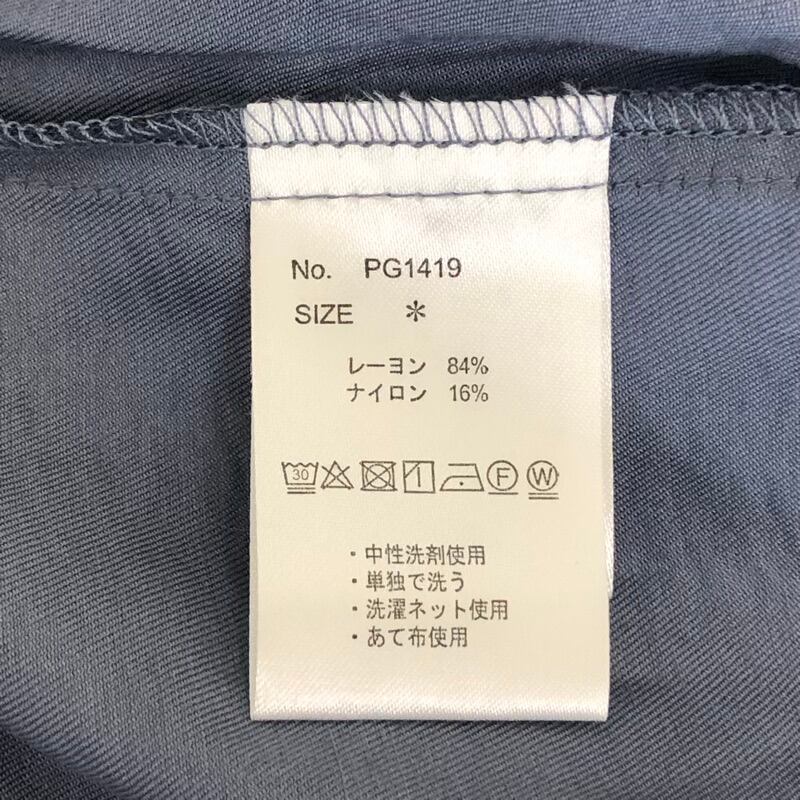 No. PG1419
SIZE *
レーヨン 84%
ナイロン 16%
30 F W
・中性洗剤使用
・単独で洗う
・洗濯ネット使用
・あて布使用